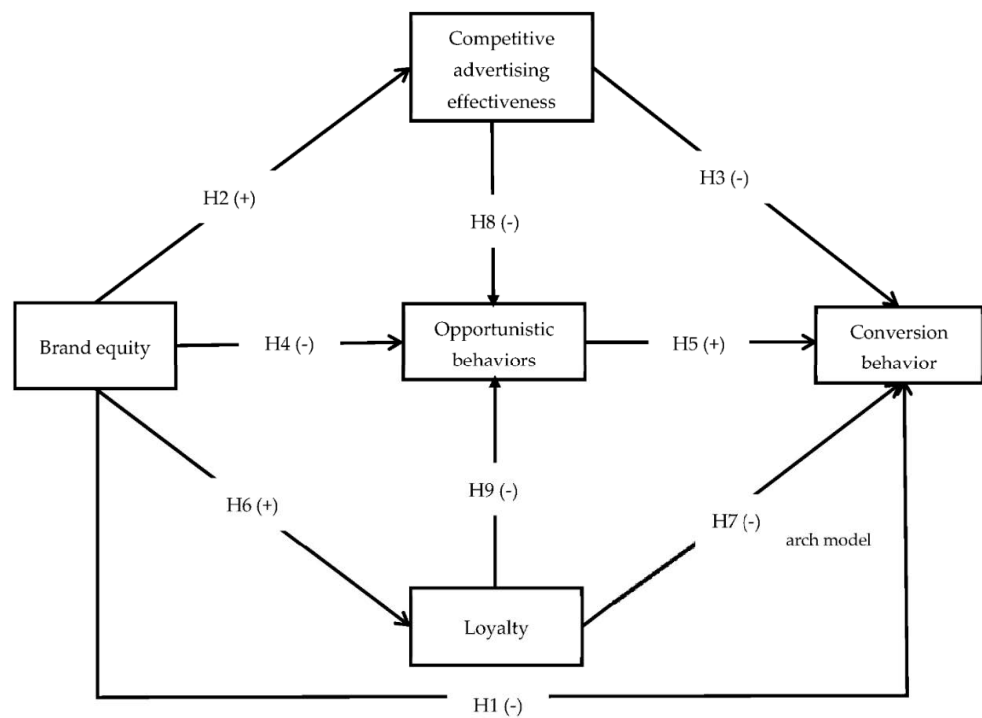 Competitive
advertising
effectiveness
H2 (+)
H3 (-)
H8 (-)
Brand equity
H4 (-)
Opportunistic
behaviors
H5 (+)
Conversion
behavior
H6 (+)
H9 (-)
H7 (-)
arch model
Loyalty
H1 (-)